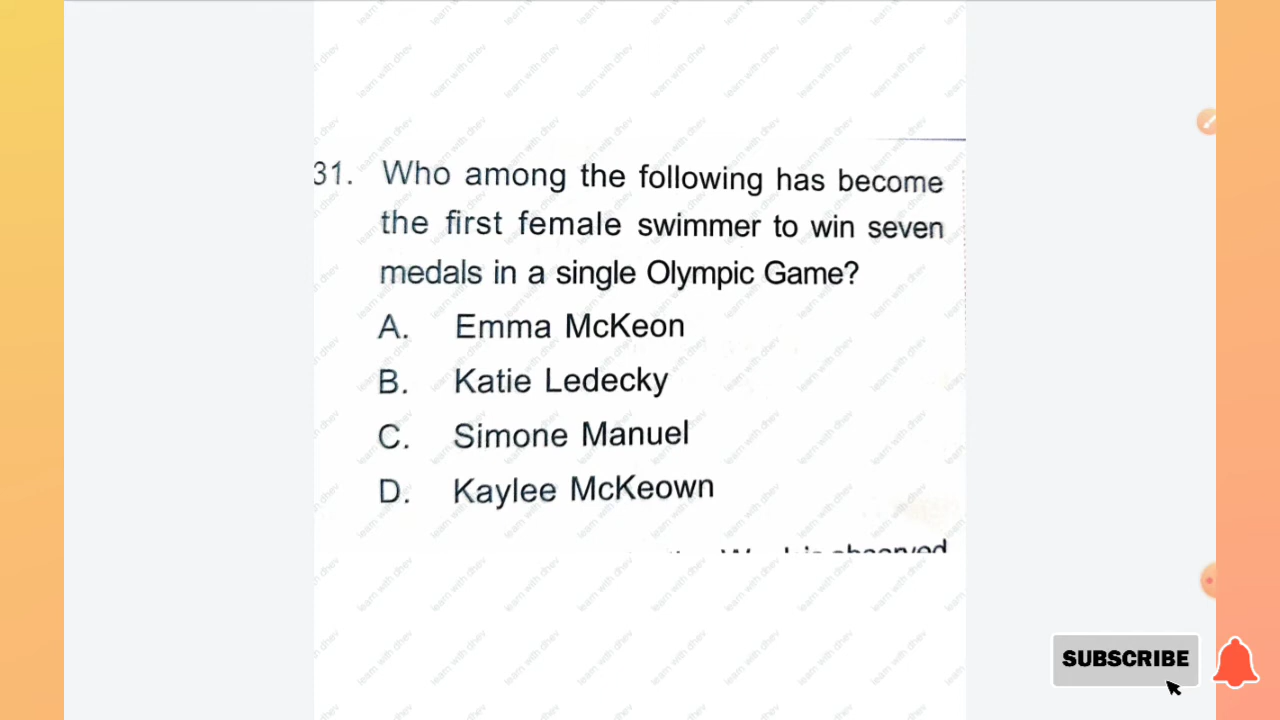 31. Who among the following has become
the first female swimmer to win seven
medals in a single Olympic Game?
A. Emma McKeon
B. Katie Ledecky
C. Simone Manuel
D. Kaylee McKeown
SUBSCRIBE